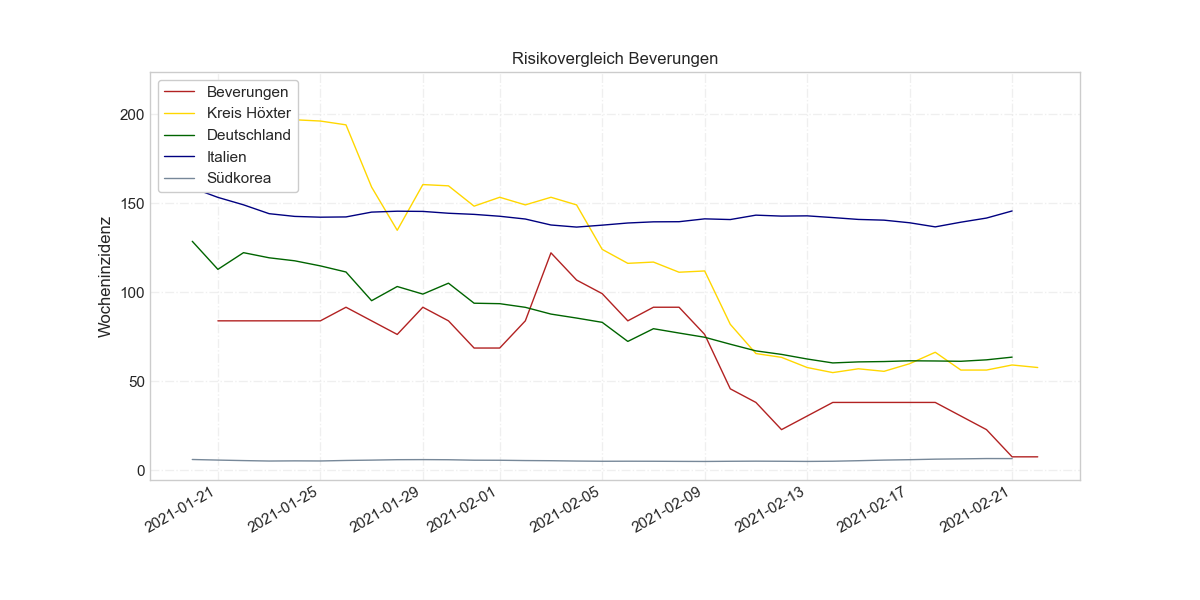 Risikovergleich Beverungen
Beverungen
Kreis Höxter
Deutschland
Italien
Südkorea
Wocheninzidenz
200
150
100
50
0
2021-01-21
2021-01-25
2021-01-29
2021-02-01
2021-02-05
2021-02-09
2021-02-13
2021-02-17
2021-02-21